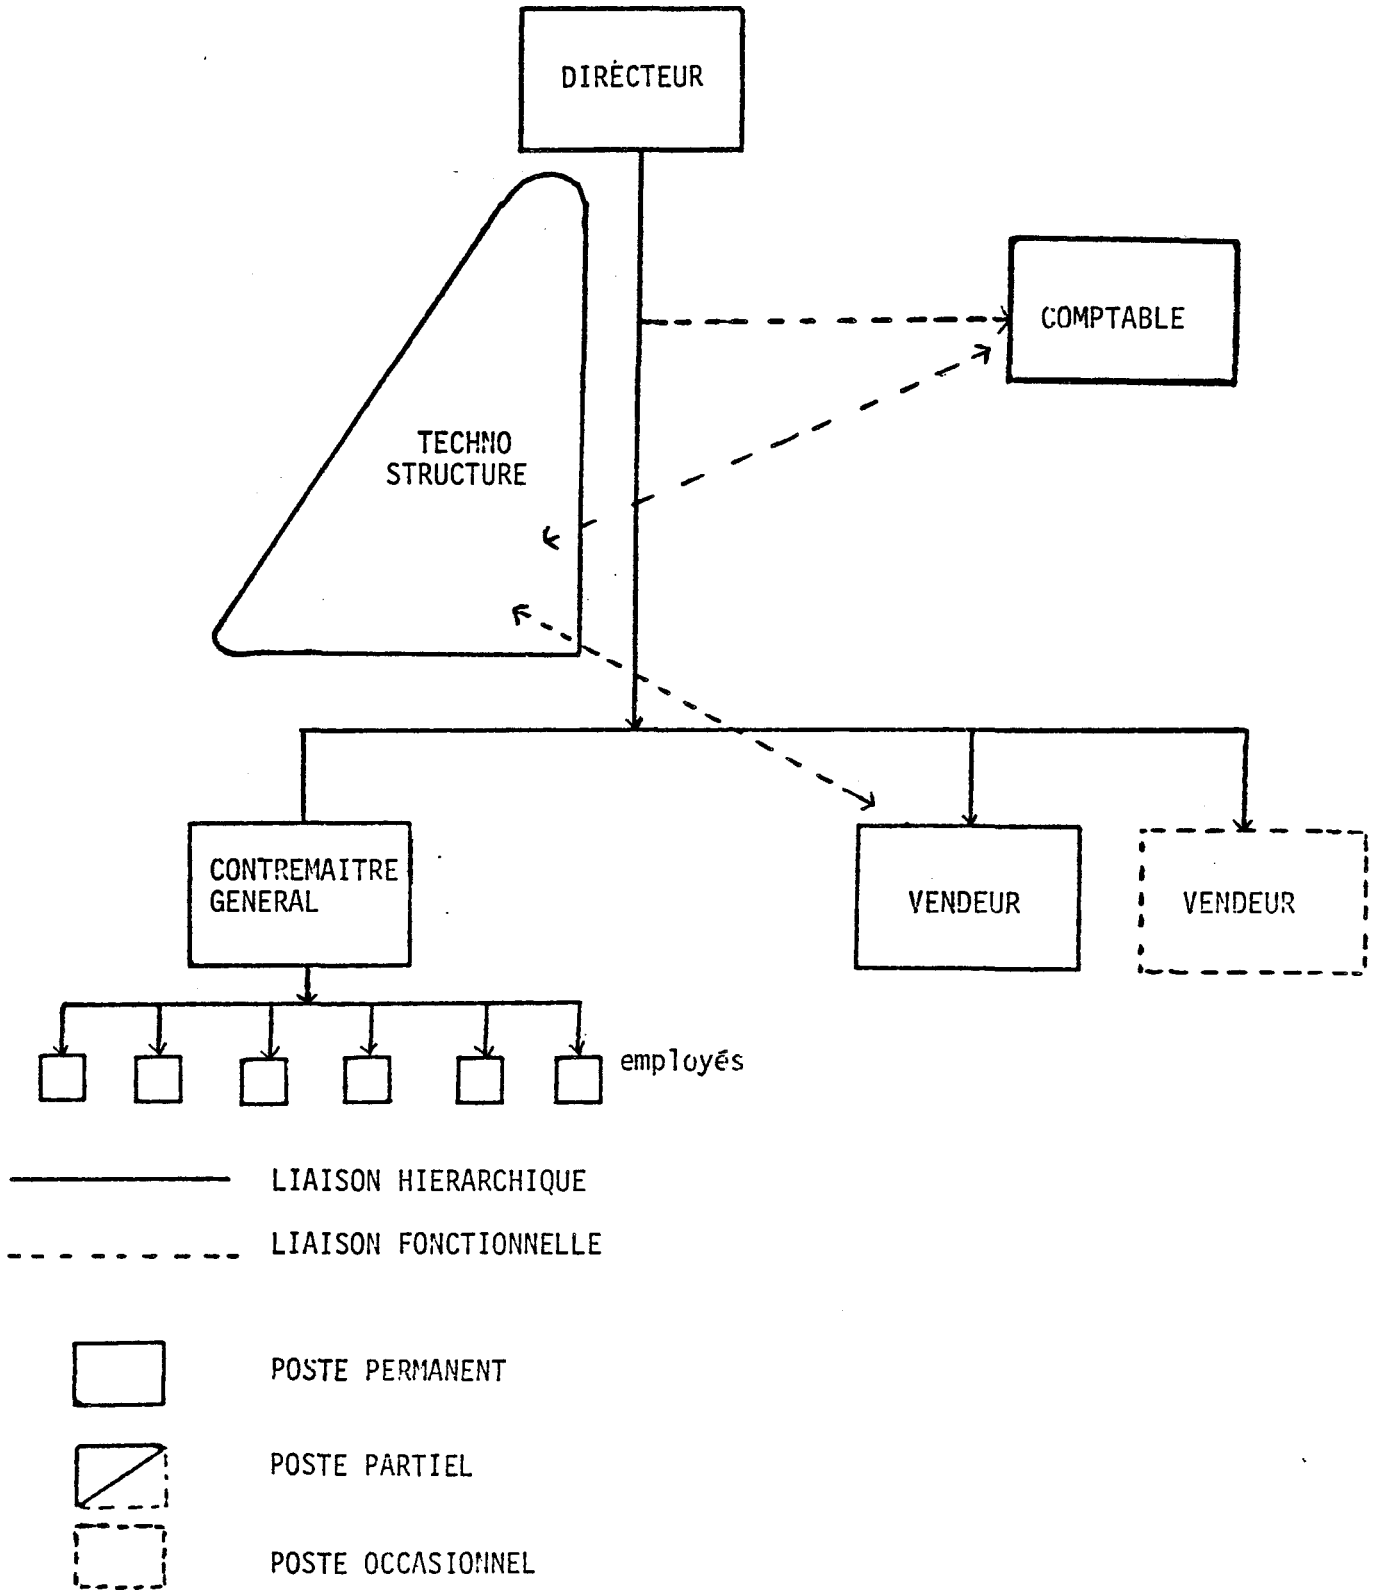 DIRECTEUR
COMPTABLE
TECHNO
STRUCTURE
CONTREMAITRE
GENERAL
VENDEUR
VENDEUR
employés
LIAISON HIERARCHIQUE
LIAISON FONCTIONNELLE
POSTE PERMANENT
POSTE PARTIEL
POSTE OCCASIONNEL